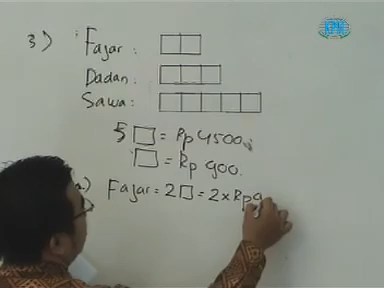 3) Fajar :
Dadan :
Sawa :
5 □ = Rp 4500,-
□ = Rp 900.
a.) Fajar = 2 □ = 2 x Rp 9